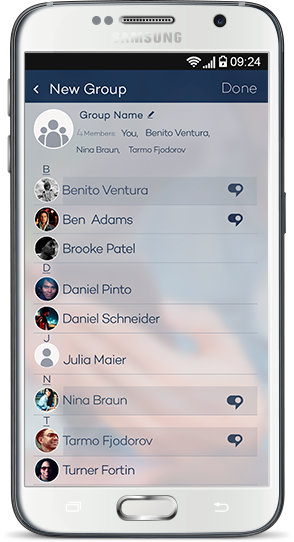 SAMSUNG
09:24
New Group
Done
Group Name
4 Members You, Benito Ventura,
Nina Braun, Tarmo Fjodorov
B
Benito Ventura
Ben Adams
Brooke Patel
D
Daniel Pinto
Daniel Schneider
J
Julia Maier
N
Nina Braun
T
Tarmo Fjodorov
Turner Fortin